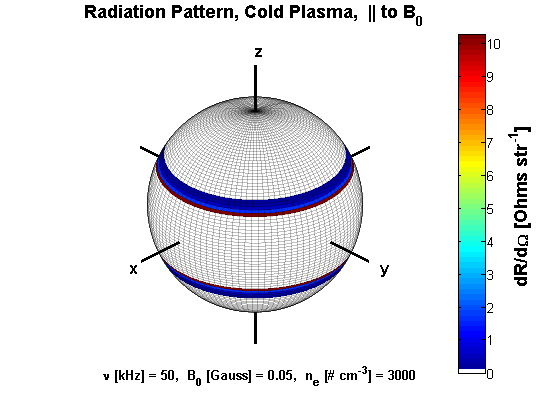 Radiation Pattern, Cold Plasma, || to B₀
z
x
y
10
9
8
7
6
5
4
3
2
1
0
dR/dΩ [Ohms str⁻¹]
ν [kHz] = 50, B₀ [Gauss] = 0.05, nₑ [# cm⁻³] = 3000